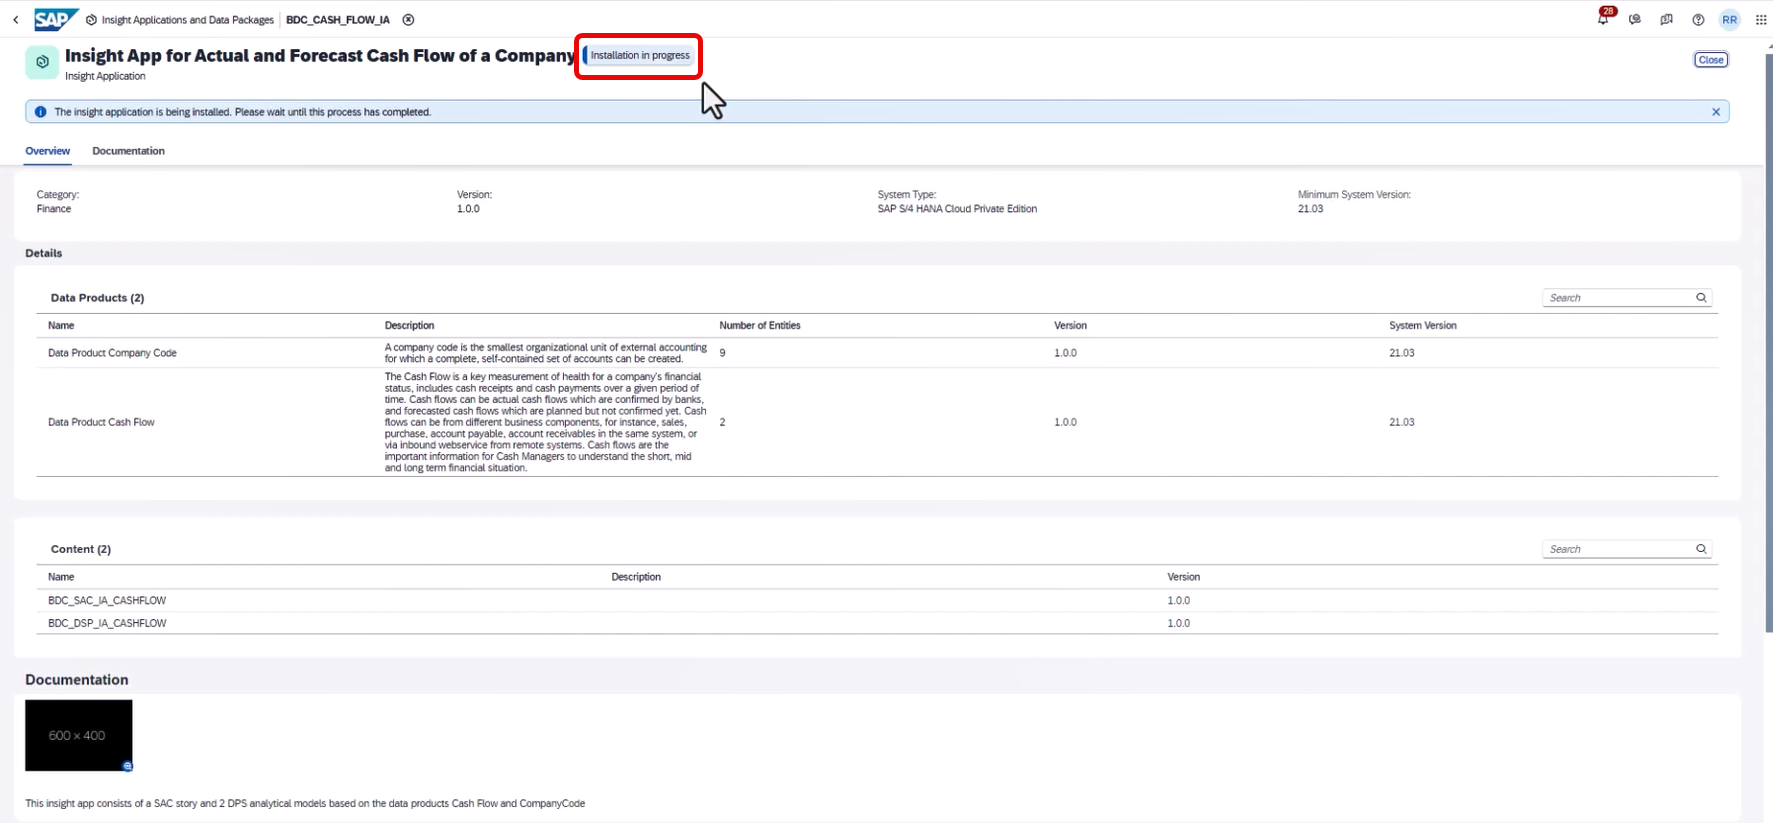 SAP Insight Applications and Data Packages BDC_CASH_FLOW_IA 28 RR
Insight App for Actual and Forecast Cash Flow of a Company Installation in progress Close
Insight Application
The insight application is being installed. Please wait until this process has completed.
Overview Documentation
Category: Version: System Type: Minimum System Version:
Finance 1.0.0 SAP S/4 HANA Cloud Private Edition 21.03
Details
Data Products (2) Search
Name Description Number of Entities Version System Version
Data Product Company Code A company code is the smallest organizational unit of external accounting 9 1.0.0 21.03
for which a complete, self-contained set of accounts can be created.
The Cash Flow is a key measurement of health for a company's financial
status, includes cash receipts and cash payments over a given period of
time. Cash flows can be actual cash flows which are confirmed by banks,
and forecasted cash flows which are planned but not confirmed yet. Cash
Data Product Cash Flow flows can be from different business components, for instance, sales, 2 1.0.0 21.03
purchase, account payable, account receivables in the same system, or
via inbound webservice from remote systems. Cash flows are the
important information for Cash Managers to understand the short, mid
and long term financial situation.
Content (2) Search
Name Description Version
BDC_SAC_IA_CASHFLOW 1.0.0
BDC_DSP_IA_CASHFLOW 1.0.0
Documentation
600 × 400
This insight app consists of a SAC story and 2 DPS analytical models based on the data products Cash Flow and CompanyCode